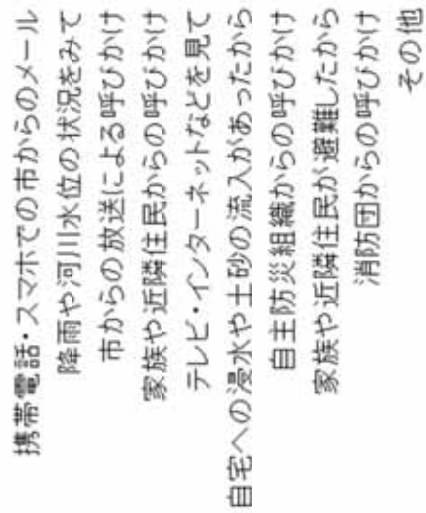 携帯電話・スマホでの市からのメール
降雨や河川水位の状況をみて
市からの放送による呼びかけ
家族や近隣住民からの呼びかけ
テレビ・インターネットなどを見て
自宅への浸水や土砂の流入があったから
自主防災組織からの呼びかけ
家族や近隣住民が避難したから
消防団からの呼びかけ
その他